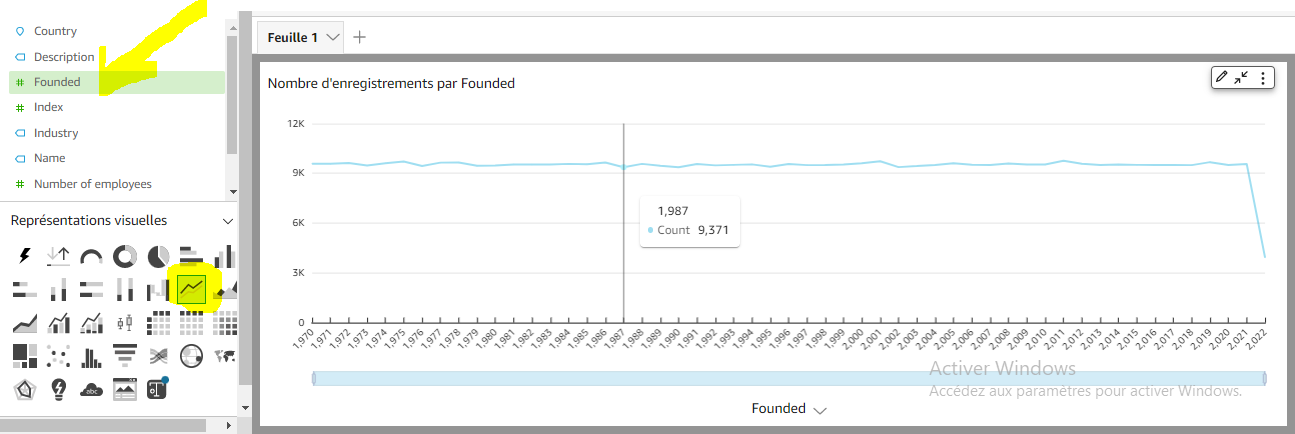 Country
Description
Founded
Index
Industry
Name
Number of employees
Représentations visuelles
abc
Feuille 1
Nombre d'enregistrements par Founded
12K
9K
6K
3K
0
1,987
Count 9,371
1,970 1,971 1,972 1,973 1,974 1,975 1,976 1,977 1,978 1,979 1,980 1,981 1,982 1,983 1,984 1,985 1,986 1,987 1,988 1,989 1,990 1,991 1,992 1,993 1,994 1,995 1,996 1,997 1,998 1,999 2,000 2,001 2,002 2,003 2,004 2,005 2,006 2,007 2,008 2,009 2,010 2,011 2,012 2,013 2,014 2,015 2,016 2,017 2,018 2,019 2,020 2,021 2,022
Founded
Activer Windows
Accédez aux paramètres pour activer Windows.